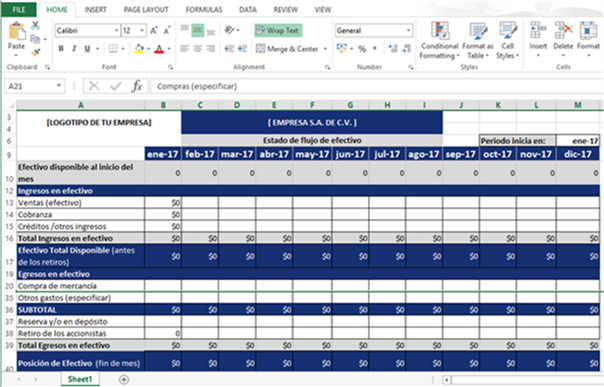 FILE HOME INSERT PAGE LAYOUT FORMULAS DATA REVIEW VIEW
Calibri 12 A A Wrap Text General
Paste B I U A Merge & Center $ % , Conditional Formatting Format as Table Cell Styles Insert Delete Format
Clipboard Font Alignment Number Styles Cells
A21 fx Compras (especificar)
A B C D E F G H I J K L M
3 [LOGOTIPO DE TU EMPRESA] [ EMPRESA S.A. DE C.V. ]
4
6 Estado de flujo de efectivo Periodo inicia en: ene-17
9 ene-17 feb-17 mar-17 abr-17 may-17 jun-17 jul-17 ago-17 sep-17 oct-17 nov-17 dic-17
Efectivo disponible al inicio del
10 mes 0 0 0 0 0 0 0 0 0 0 0 0
12 Ingresos en efectivo
13 Ventas (efectivo) $0
14 Cobranza $0
15 Créditos /otros ingresos $0
16 Total Ingresos en efectivo $0 $0 $0 $0 $0 $0 $0 $0 $0 $0 $0 $0
Efectivo Total Disponible (antes
17 de los retiros) $0 $0 $0 $0 $0 $0 $0 $0 $0 $0 $0 $0
19 Egresos en efectivo
20 Compra de mercancía
35 Otros gastos (especificar)
36 SUBTOTAL $0 $0 $0 $0 $0 $0 $0 $0 $0 $0 $0 $0
37 Reserva y/o en depósito
38 Retiro de los accionistas 0
39 Total Egresos en efectivo $0 $0 $0 $0 $0 $0 $0 $0 $0 $0 $0 $0
40 Posición de Efectivo (fin de mes) $0 $0 $0 $0 $0 $0 $0 $0 $0 $0 $0 $0
Sheet1